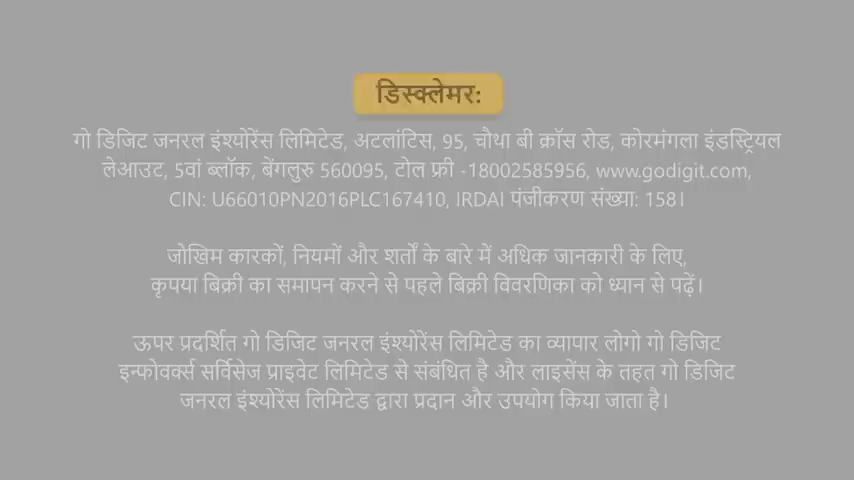 डिस्क्लेमर:
गो डिजिट जनरल इंश्योरेंस लिमिटेड, अटलांटिस, 95, चौथा बी क्रॉस रोड, कोरमंगला इंडस्ट्रियल
लेआउट, 5वां ब्लॉक, बेंगलुरु 560095, टोल फ्री -18002585956, www.godigit.com,
CIN: U66010PN2016PLC167410, IRDAI पंजीकरण संख्या: 158।
जोखिम कारकों, नियमों और शर्तों के बारे में अधिक जानकारी के लिए,
कृपया बिक्री का समापन करने से पहले बिक्री विवरणिका को ध्यान से पढ़ें।
ऊपर प्रदर्शित गो डिजिट जनरल इंश्योरेंस लिमिटेड का व्यापार लोगो गो डिजिट
इन्फोवर्क्स सर्विसेज प्राइवेट लिमिटेड से संबंधित है और लाइसेंस के तहत गो डिजिट
जनरल इंश्योरेंस लिमिटेड द्वारा प्रदान और उपयोग किया जाता है।